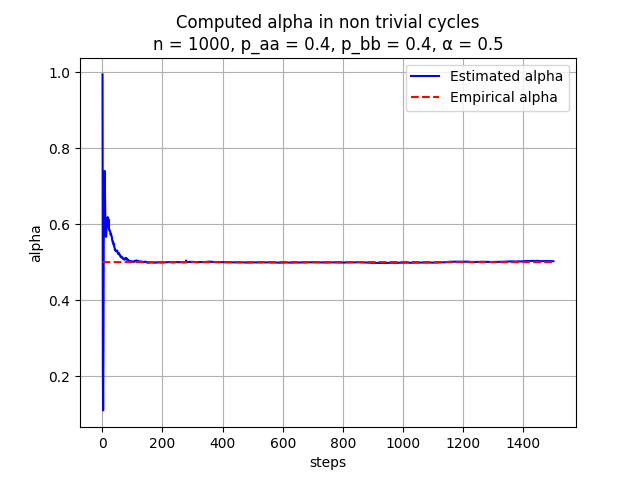 Computed alpha in non trivial cycles
n = 1000, p_aa = 0.4, p_bb = 0.4, α = 0.5
Estimated alpha
Empirical alpha
alpha
1.0
0.8
0.6
0.4
0.2
0 200 400 600 800 1000 1200 1400
steps